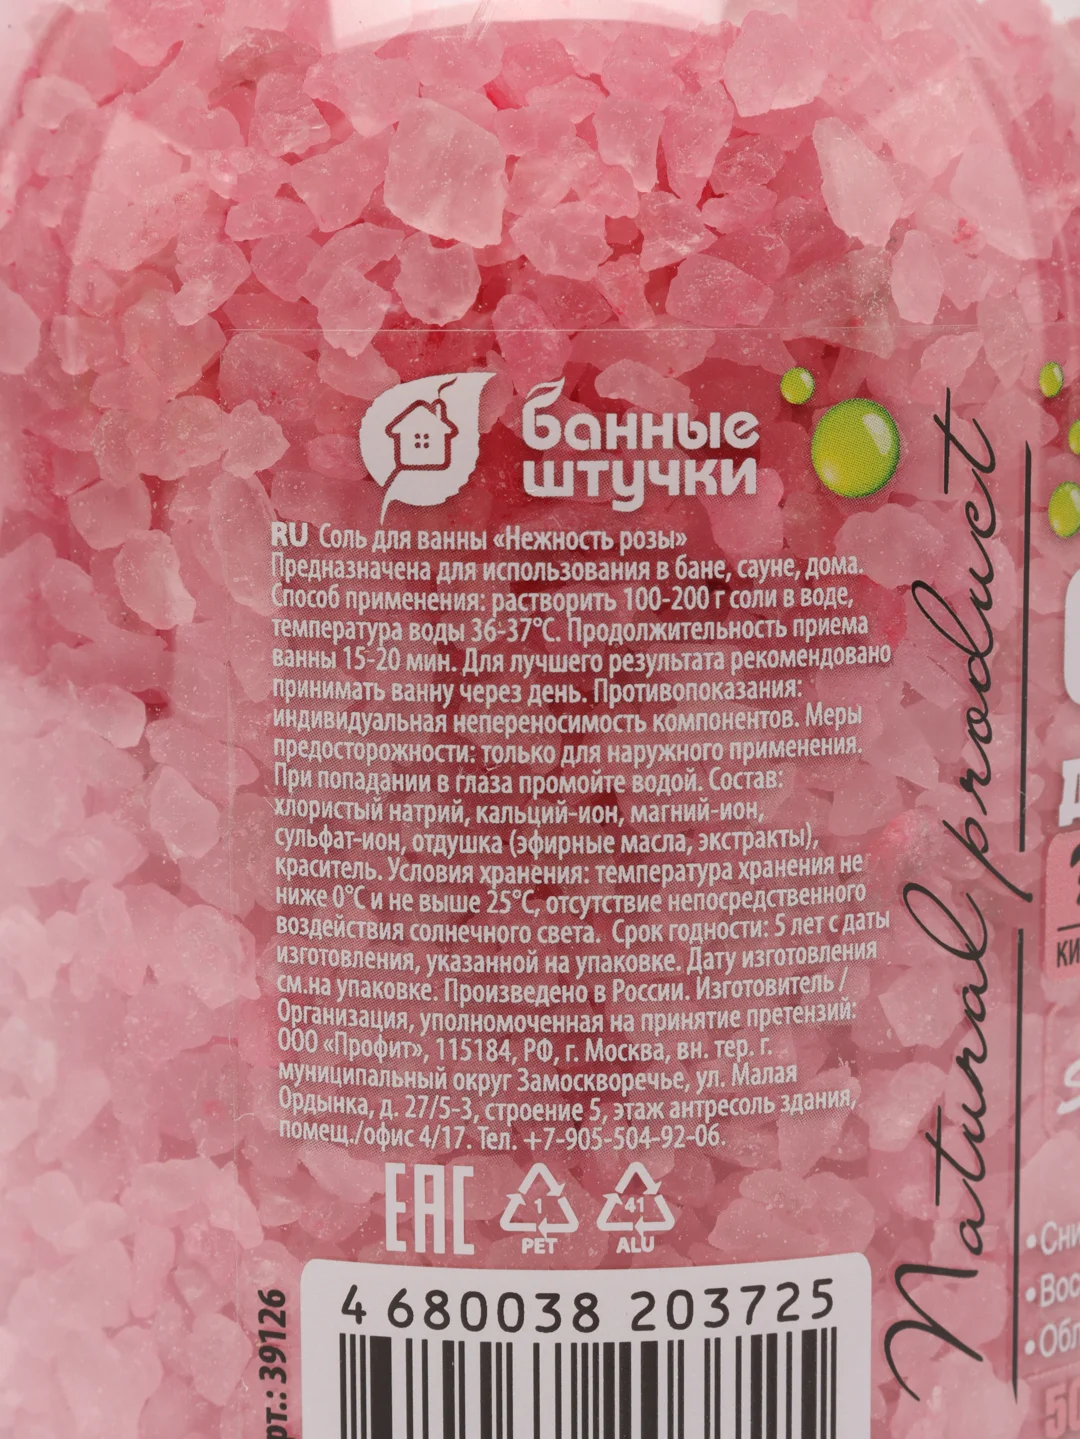 банные
штучки
RU Соль для ванны «Нежность розы»
Предназначена для использования в бане, сауне, дома.
Способ применения: растворить 100-200 г соли в воде,
температура воды 36-37°С. Продолжительность приема
ванны 15-20 мин. Для лучшего результата рекомендовано
принимать ванну через день. Противопоказания:
индивидуальная непереносимость компонентов. Меры
предосторожности: только для наружного применения.
При попадании в глаза промойте водой. Состав:
хлористый натрий, кальций-ион, магний-ион,
сульфат-ион, отдушка (эфирные масла, экстракты),
краситель. Условия хранения: температура хранения не
ниже 0°С и не выше 25°С, отсутствие непосредственного
воздействия солнечного света. Срок годности: 5 лет с даты
изготовления, указанной на упаковке. Дату изготовления
см.на упаковке. Произведено в России. Изготовитель /
Организация, уполномоченная на принятие претензий:
ООО «Профит», 115184, РФ, г. Москва, вн. тер. г.
муниципальный округ Замоскворечье, ул. Малая
Ордынка, д. 27/5-3, строение 5, этаж антресоль здания,
помещ./офис 4/17. Тел. +7-905-504-92-06.
EAC
1
PET
41
ALU
4 680038 203725
рт.: 39126
Natural product
• Сни
• Вос
• Обл
50